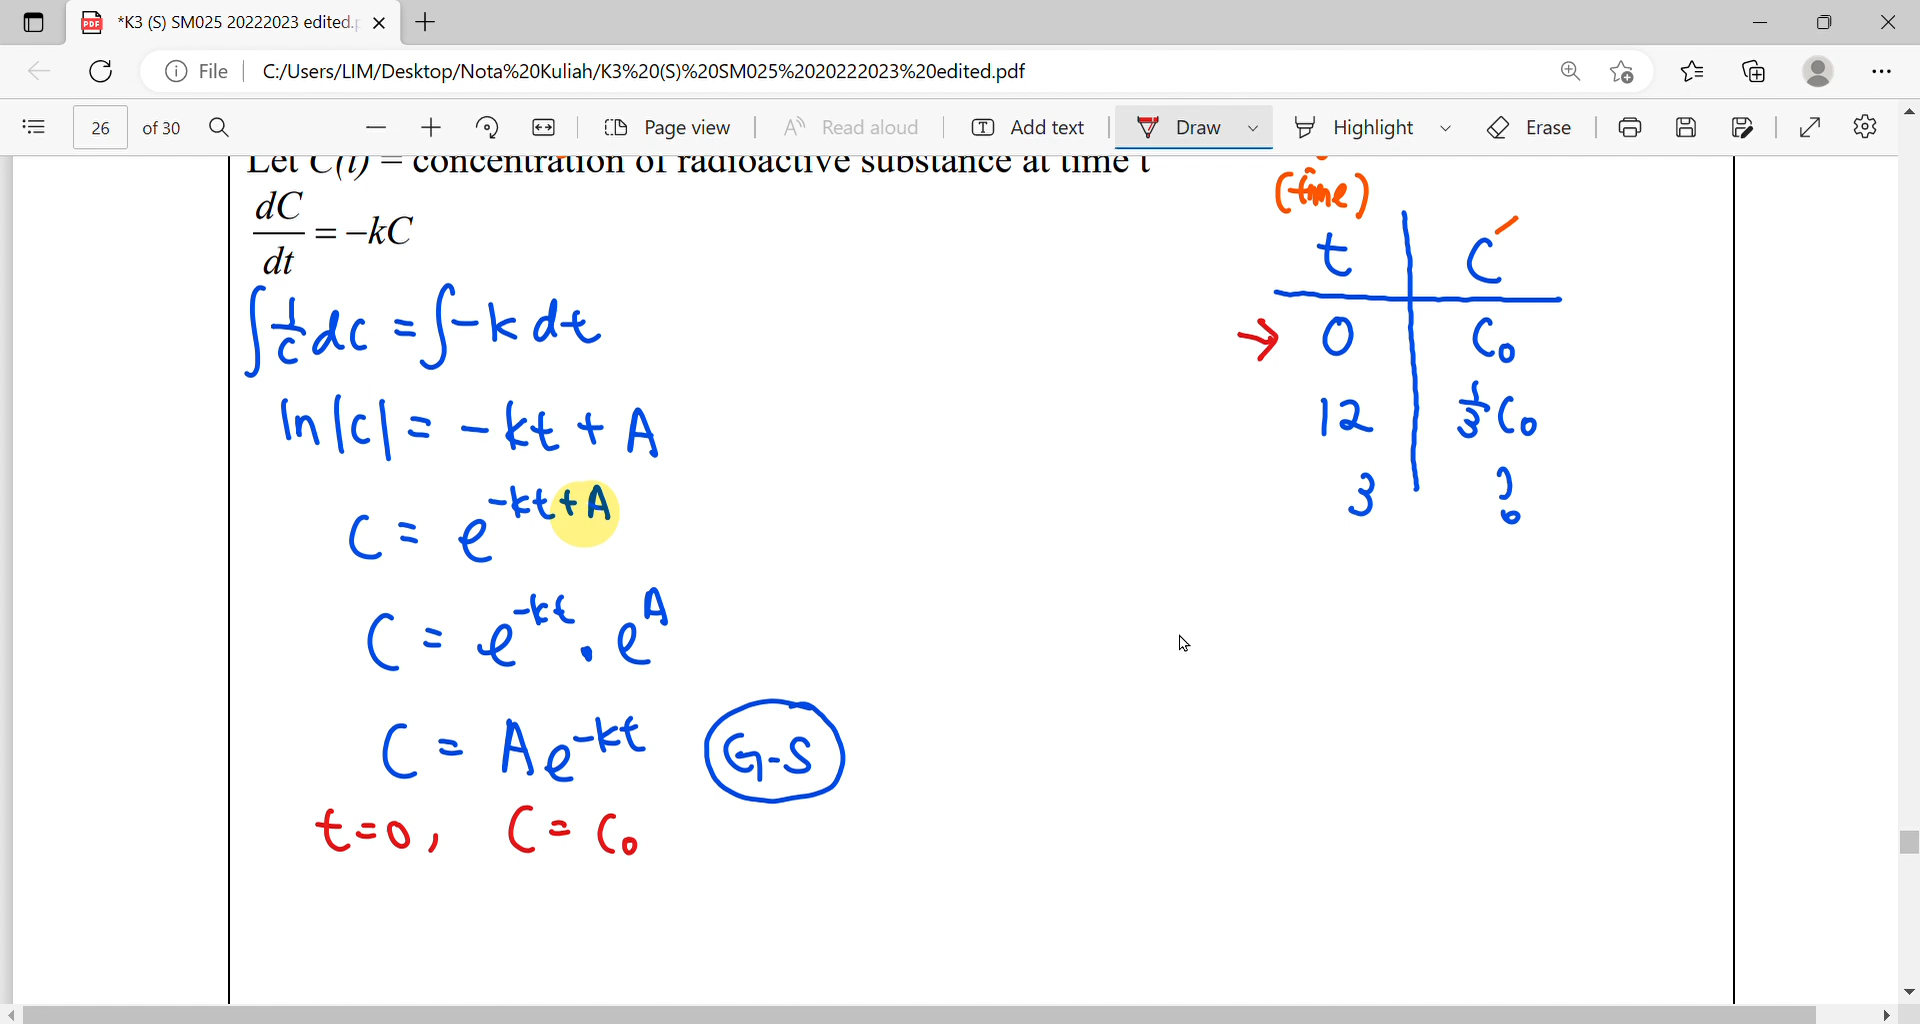 *K3 (S) SM025 20222023 edited.p
File
C:/Users/LIM/Desktop/Nota%20Kuliah/K3%20(S)%20SM025%2020222023%20edited.pdf
26 of 30
Page view
Read aloud
Add text
Draw
Highlight
Erase
Let C(t) = concentration of radioactive substance at time t
dC/dt = −kC
∫ 1/C dC = ∫ −k dt
ln|C| = −kt + A
C = e^(−kt+A)
C = e^(−kt) · e^A
C = A e^(−kt) G-S
t=0, C = C₀
(time)
t C
0 C₀
12 1/3 C₀
3 ?